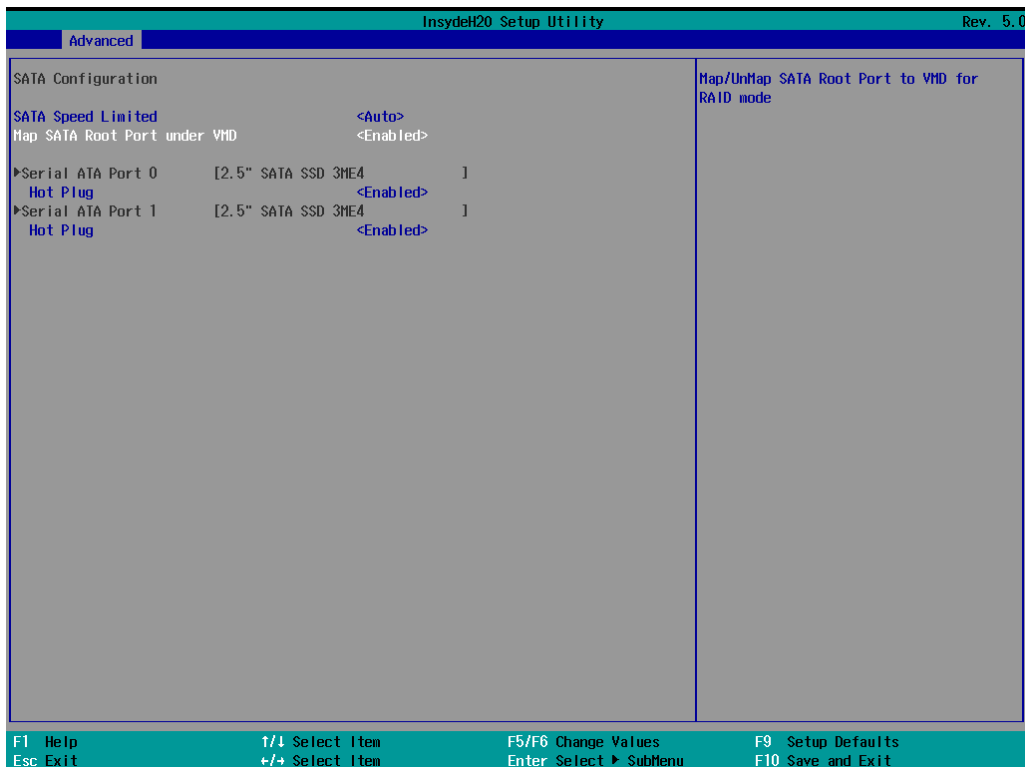 InsydeH20 Setup Utility Rev. 5.0
Advanced
SATA Configuration
SATA Speed Limited <Auto>
Map SATA Root Port under VMD <Enabled>
▶Serial ATA Port 0 [2.5" SATA SSD 3ME4 ]
Hot Plug <Enabled>
▶Serial ATA Port 1 [2.5" SATA SSD 3ME4 ]
Hot Plug <Enabled>
Map/UnMap SATA Root Port to VMD for
RAID mode
F1 Help ↑/↓ Select Item F5/F6 Change Values F9 Setup Defaults
Esc Exit ←/→ Select Item Enter Select ▶ SubMenu F10 Save and Exit